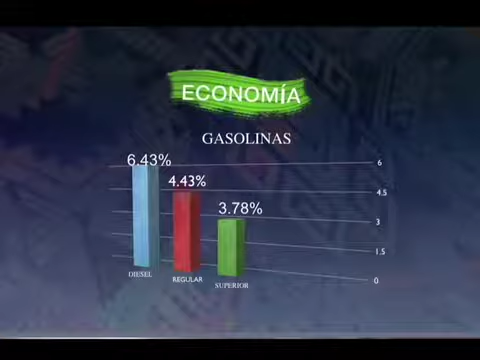 ECONOMÍA
GASOLINAS
6.43%
4.43%
3.78%
6
4.5
3
1.5
0
DIESEL
REGULAR
SUPERIOR